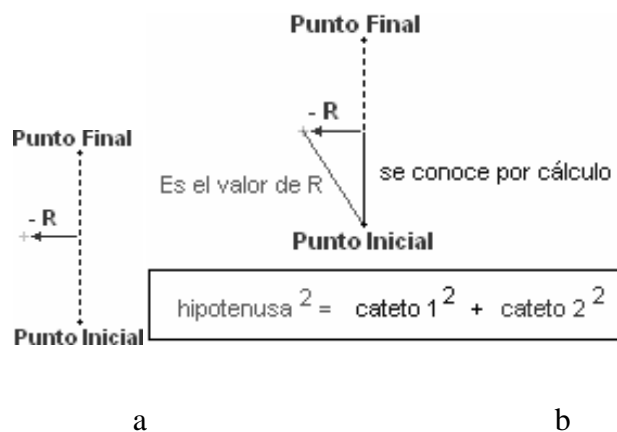 Punto Final
- R
Punto Inicial
Punto Final
- R
Es el valor de R
se conoce por cálculo
Punto Inicial
hipotenusa ² = cateto 1 ² + cateto 2 ²
a
b